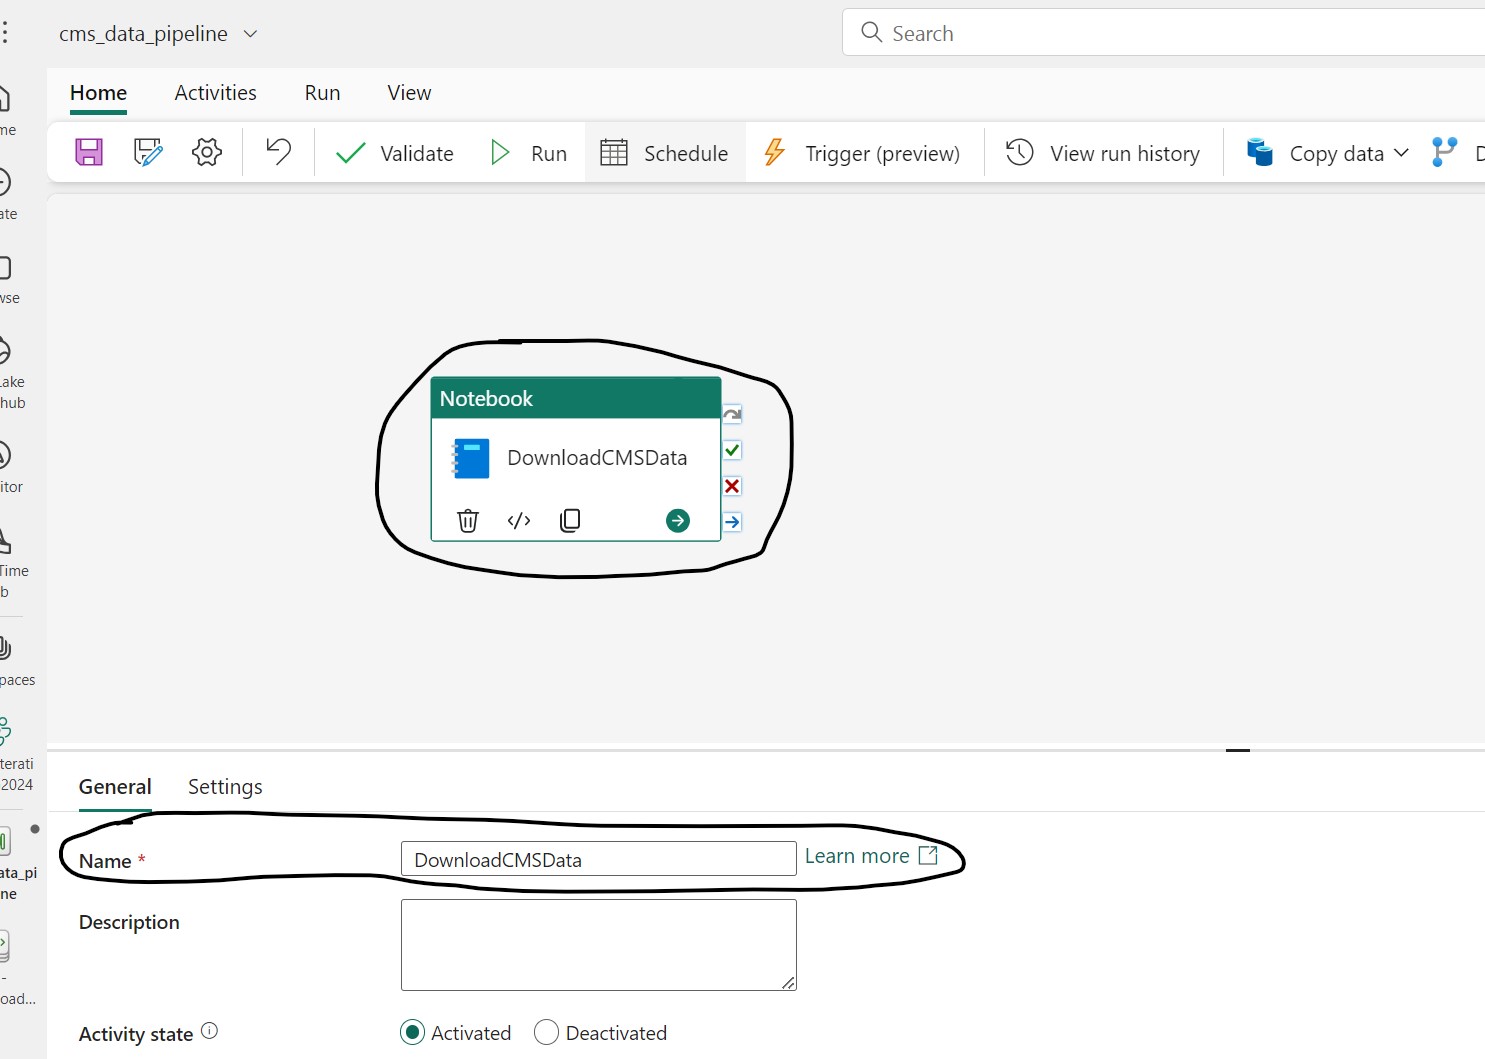 cms_data_pipeline
Search
Home Activities Run View
Validate Run Schedule Trigger (preview) View run history Copy data D
me
ate
wse
Lake
hub
itor
Time
b
paces
terati
2024
ata_pi
ne
-
oad...
Notebook
DownloadCMSData
General Settings
Name * DownloadCMSData Learn more
Description
Activity state Activated Deactivated